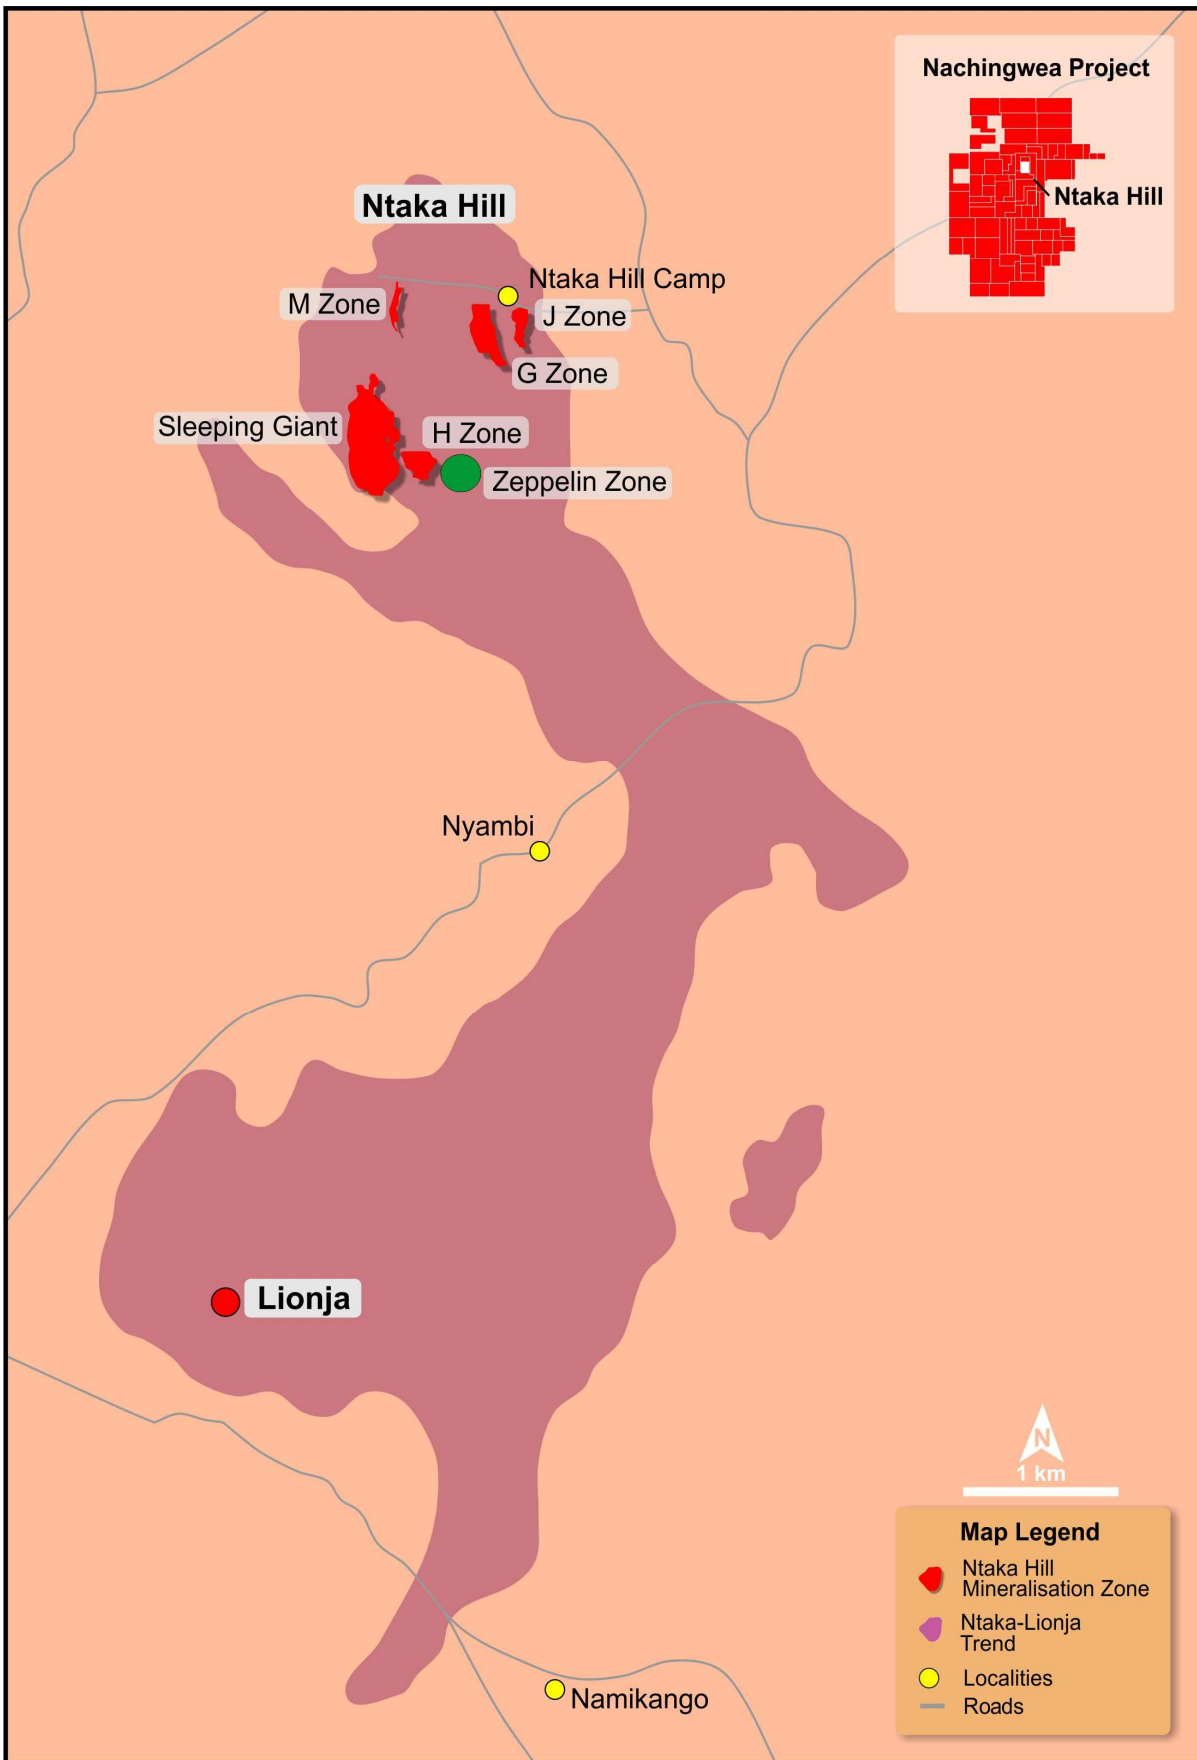 Nachingwea Project
Ntaka Hill
Ntaka Hill
Ntaka Hill Camp
M Zone
J Zone
G Zone
Sleeping Giant
H Zone
Zeppelin Zone
Nyambi
Lionja
N
1 km
Map Legend
Ntaka Hill
Mineralisation Zone
Ntaka-Lionja
Trend
Localities
Roads
Namikango